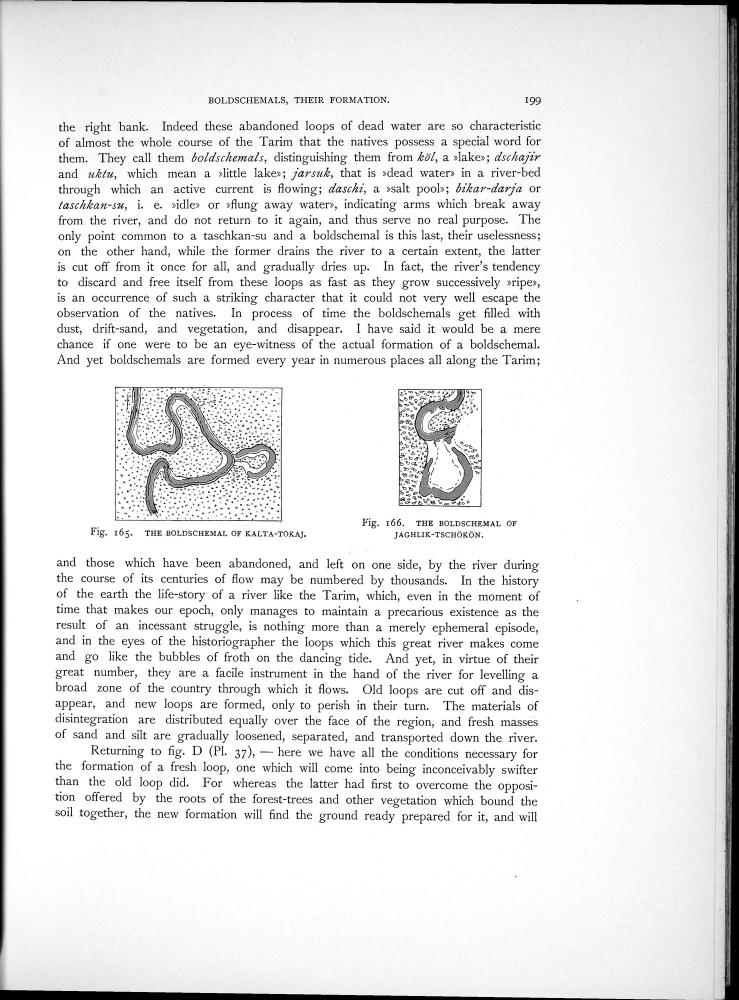 BOLDSCHEMALS, THEIR FORMATION. 199
the right bank. Indeed these abandoned loops of dead water are so characteristic
of almost the whole course of the Tarim that the natives possess a special word for
them. They call them boldschemals, distinguishing them from köl, a »lake»; dschajir
and uktu, which mean a »little lake»; jarsuk, that is »dead water» in a river-bed
through which an active current is flowing; daschi, a »salt pool»; bikar-darja or
taschkan-su, i. e. »idle» or »flung away water», indicating arms which break away
from the river, and do not return to it again, and thus serve no real purpose. The
only point common to a taschkan-su and a boldschemal is this last, their uselessness;
on the other hand, while the former drains the river to a certain extent, the latter
is cut off from it once for all, and gradually dries up. In fact, the river's tendency
to discard and free itself from these loops as fast as they grow successively »ripe»,
is an occurrence of such a striking character that it could not very well escape the
observation of the natives. In process of time the boldschemals get filled with
dust, drift-sand, and vegetation, and disappear. I have said it would be a mere
chance if one were to be an eye-witness of the actual formation of a boldschemal.
And yet boldschemals are formed every year in numerous places all along the Tarim;
Fig. 165. THE BOLDSCHEMAL OF KALTA-TOKAJ.
Fig. 166. THE BOLDSCHEMAL OF
JAGHLIK-TSCHÖKÖN.
and those which have been abandoned, and left on one side, by the river during
the course of its centuries of flow may be numbered by thousands. In the history
of the earth the life-story of a river like the Tarim, which, even in the moment of
time that makes our epoch, only manages to maintain a precarious existence as the
result of an incessant struggle, is nothing more than a merely ephemeral episode,
and in the eyes of the historiographer the loops which this great river makes come
and go like the bubbles of froth on the dancing tide. And yet, in virtue of their
great number, they are a facile instrument in the hand of the river for levelling a
broad zone of the country through which it flows. Old loops are cut off and dis-
appear, and new loops are formed, only to perish in their turn. The materials of
disintegration are distributed equally over the face of the region, and fresh masses
of sand and silt are gradually loosened, separated, and transported down the river.
Returning to fig. D (Pl. 37), — here we have all the conditions necessary for
the formation of a fresh loop, one which will come into being inconceivably swifter
than the old loop did. For whereas the latter had first to overcome the opposi-
tion offered by the roots of the forest-trees and other vegetation which bound the
soil together, the new formation will find the ground ready prepared for it, and will